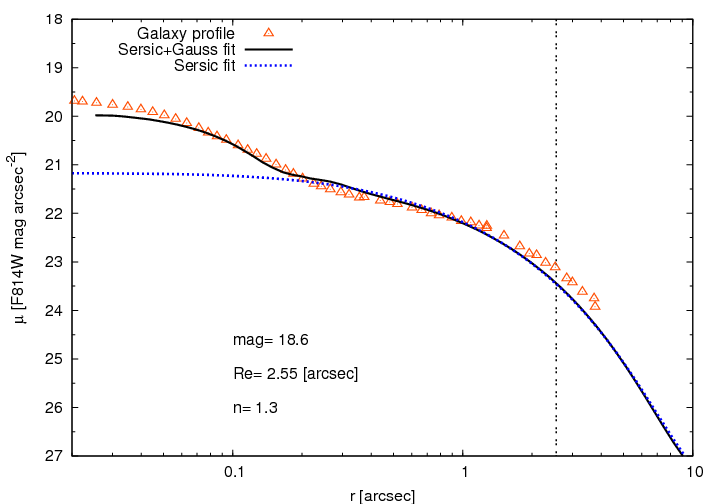 Galaxy profile
Sersic+Gauss fit
Sersic fit
18
19
20
21
22
23
24
25
26
27
μ [F814W mag arcsec⁻²]
mag= 18.6
Re= 2.55 [arcsec]
n= 1.3
0.1 1 10
r [arcsec]